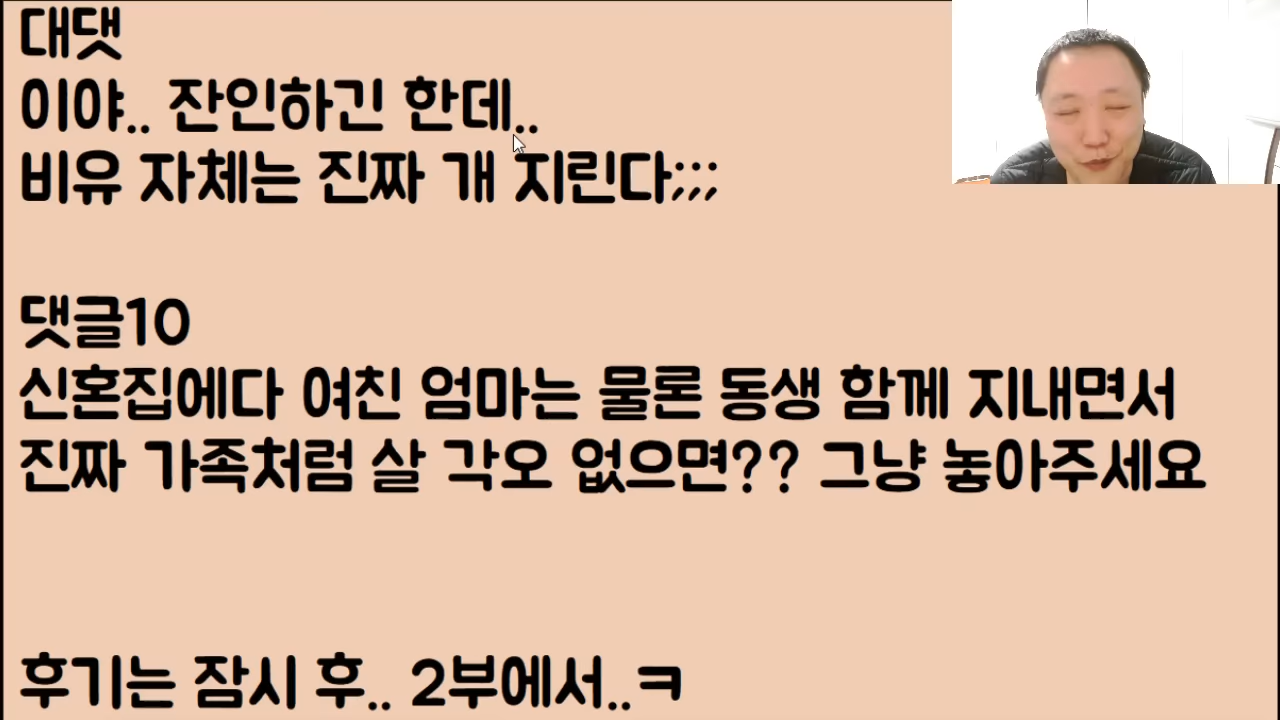 대댓
이야.. 잔인하긴 한데..
비유 자체는 진짜 개 지린다;;;
댓글10
신혼집에다 여친 엄마는 물론 동생 함께 지내면서
진짜 가족처럼 살 각오 없으면?? 그냥 놓아주세요
후기는 잠시 후.. 2부에서..ㅋ